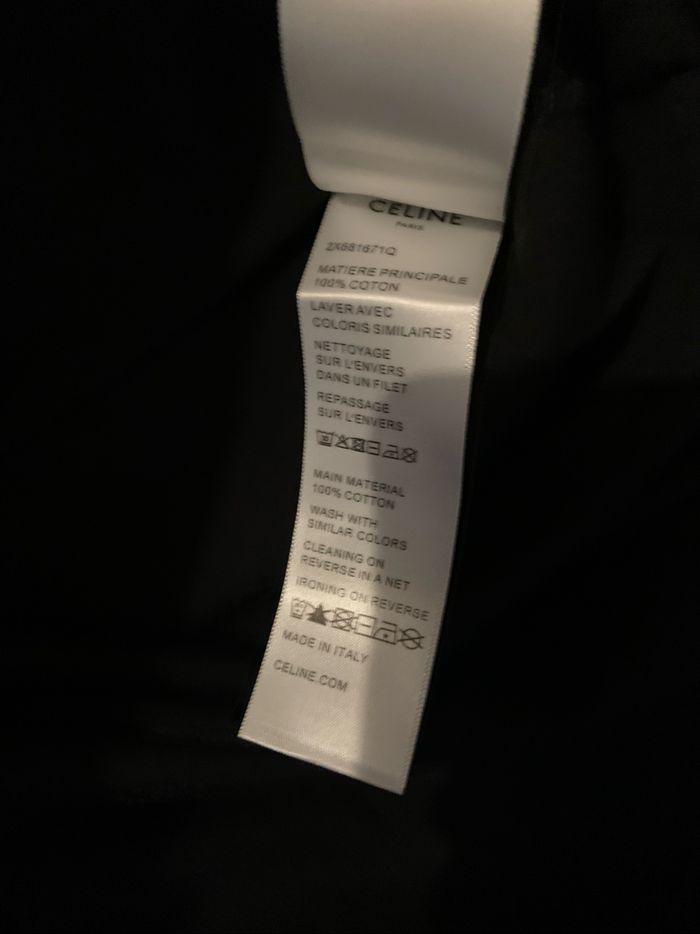 CELINE
PARIS
2X681671Q
MATIERE PRINCIPALE
100% COTON
LAVER AVEC
COLORIS SIMILAIRES
NETTOYAGE
SUR L'ENVERS
DANS UN FILET
REPASSAGE
SUR L'ENVERS
MAIN MATERIAL
100% COTTON
WASH WITH
SIMILAR COLORS
CLEANING ON
REVERSE IN A NET
IRONING ON REVERSE
MADE IN ITALY
CELINE.COM